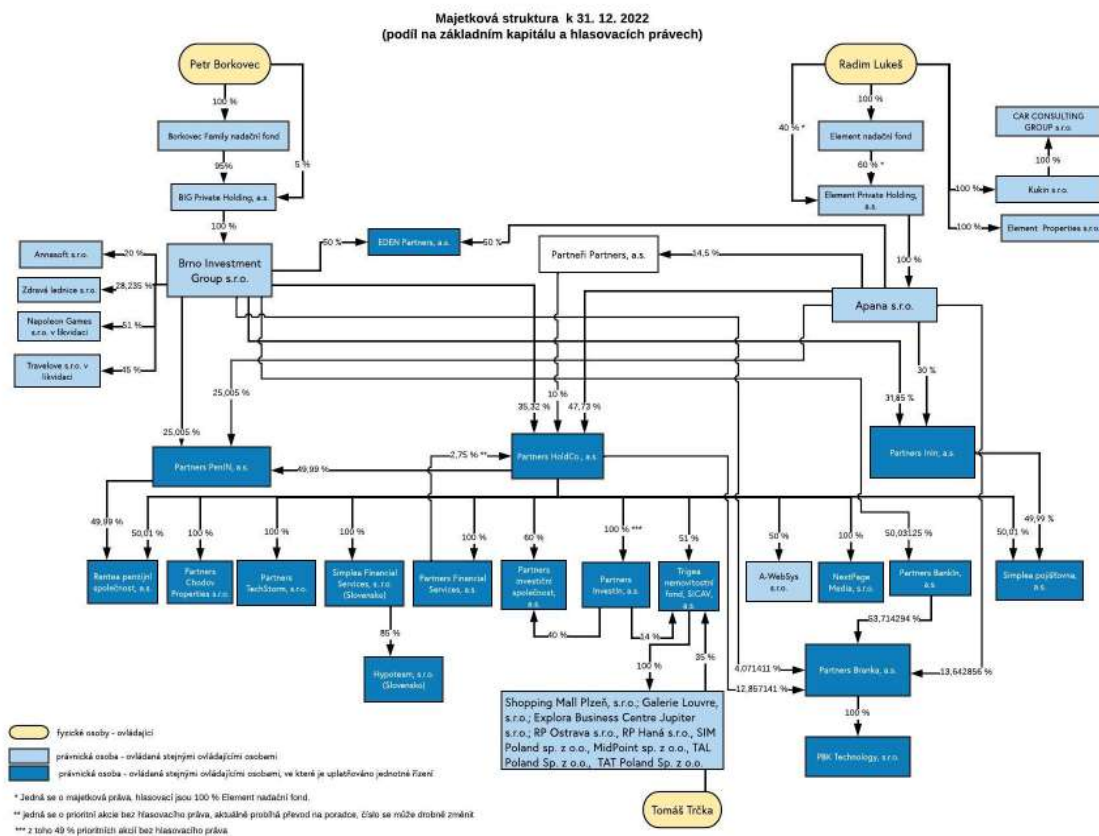 Majetková struktura k 31. 12. 2022
(podíl na základním kapitálu a hlasovacích právech)
Petr Borkovec
Radim Lukeš
100 %
5 %
Borkovec Family nadační fond
95%
BIG Private Holding, a.s.
100 %
40 % *
100 %
Element nadační fond
60 % *
Element Private Holding,
a.s.
CAR CONSULTING
GROUP s.r.o.
100 %
100 %
Kukin s.r.o.
100 %
Element Properties s.r.o.
100 %
Annasoft s.r.o.
20 %
Zdravá lednice s.r.o.
28,235 %
Napoleon Games
s.r.o. v likvidaci
51 %
Travelove s.r.o. v
likvidaci
45 %
Brno Investment
Group s.r.o.
50 %
EDEN Partners, a.s.
50 %
Partneři Partners, a.s.
14,5 %
Apana s.r.o.
25,005 %
25,005 %
35,32 %
10 %
47,73 %
31,85 %
30 %
Partners PenIN, a.s.
49,99 %
2,75 % **
Partners HoldCo., a.s.
Partners InIn, a.s.
49,99 %
50,01 %
100 %
100 %
100 %
100 %
60 %
100 % ***
51 %
50 %
100 %
50,03125 %
50,01 %
49,99 %
Rentea penzijní
společnost, a.s.
Partners
Chodov
Properties s.r.o.
Partners
TechStorm, s.r.o.
Simplea Financial
Services, s.r.o.
(Slovensko)
Partners Financial
Services, a.s.
Partners
investiční
společnost,
a.s.
Partners
InvestIn, a.s.
Trigea
nemovitostní
fond, SICAV,
a.s.
A-WebSys
s.r.o.
NextPage
Media, s.r.o.
Partners BankIn,
a.s.
Simplea pojišťovna,
a.s.
85 %
Hypoteam, s.r.o.
(Slovensko)
40 %
14 %
100 %
35 %
53,714294 %
4,071411 %
12,857141 %
Partners Branka, a.s.
13,642856 %
100 %
PBK Technology, s.r.o.
Shopping Mall Plzeň, s.r.o.; Galerie Louvre,
s.r.o.; Explora Business Centre Jupiter
s.r.o.; RP Ostrava s.r.o., RP Haná s.r.o., SIM
Poland sp. z o.o., MidPoint sp. z o.o., TAL
Poland Sp. z o.o., TAT Poland Sp. z o.o.
Tomáš Trčka
fyzické osoby - ovládající
právnická osoba - ovládaná stejnými ovládajícími osobami
právnická osoba - ovládaná stejnými ovládajícími osobami, ve které je uplatňováno jednotné řízení
* Jedná se o majetková práva, hlasovací jsou 100 % Element nadační fond.
** jedná se o prioritní akcie bez hlasovacího práva, aktuálně probíhá převod na poradce, číslo se může drobně změnit
*** z toho 49 % prioritních akcií bez hlasovacího práva